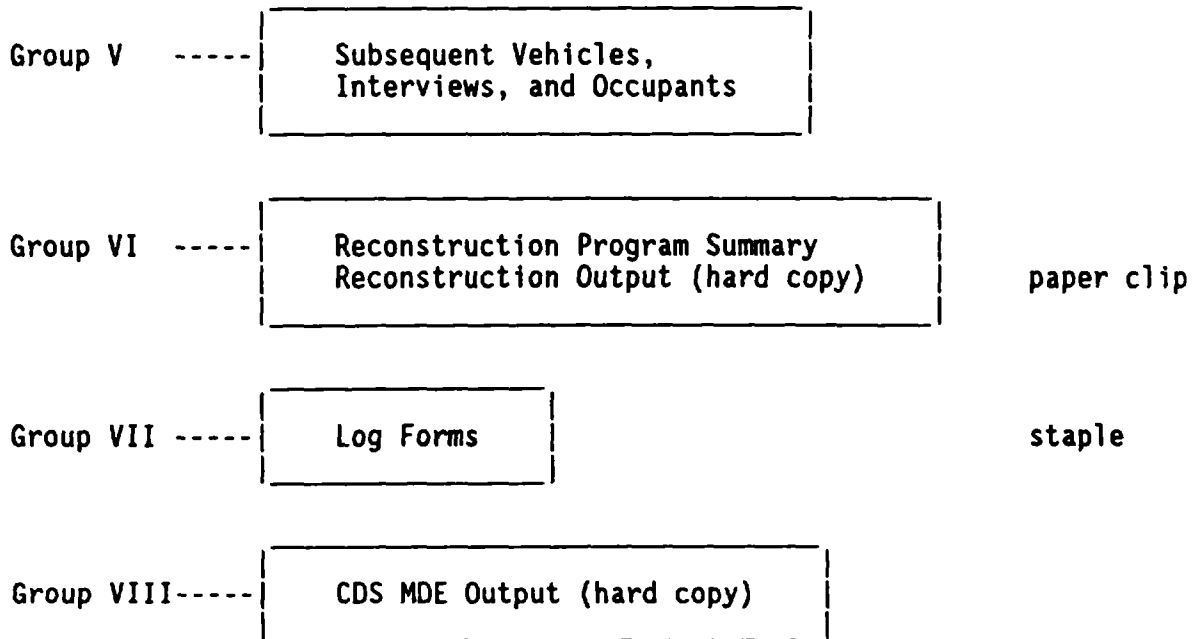 Group V ----- Subsequent Vehicles,
Interviews, and Occupants
Group VI ----- Reconstruction Program Summary
Reconstruction Output (hard copy) paper clip
Group VII ----- Log Forms staple
Group VIII----- CDS MDE Output (hard copy)